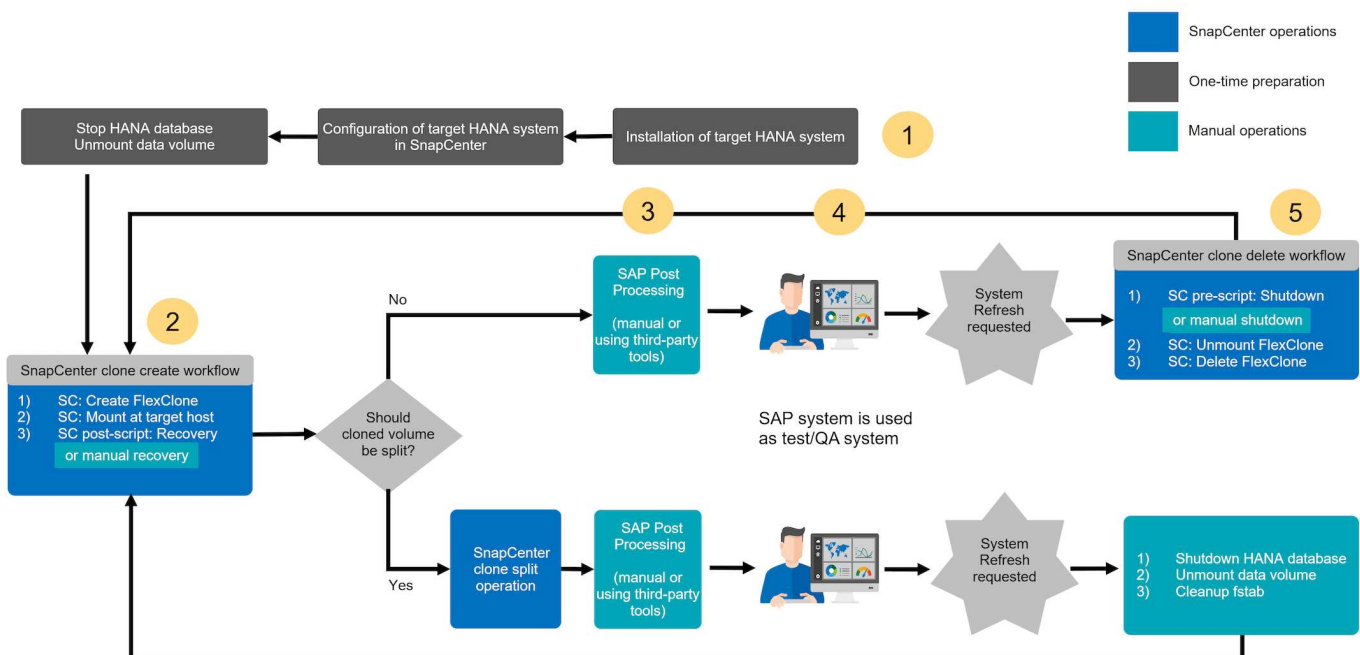 SnapCenter operations
One-time preparation
Manual operations
Stop HANA database
Unmount data volume
Configuration of target HANA system
in SnapCenter
Installation of target HANA system
1
3
4
5
2
SnapCenter clone create workflow
1) SC: Create FlexClone
2) SC: Mount at target host
3) SC post-script: Recovery
or manual recovery
Should
cloned volume
be split?
No
SAP Post
Processing
(manual or
using third-party
tools)
SAP system is used
as test/QA system
System
Refresh
requested
SnapCenter clone delete workflow
1) SC pre-script: Shutdown
or manual shutdown
2) SC: Unmount FlexClone
3) SC: Delete FlexClone
Yes
SnapCenter
clone split
operation
SAP Post
Processing
(manual or
using third-party
tools)
System
Refresh
requested
1) Shutdown HANA database
2) Unmount data volume
3) Cleanup fstab